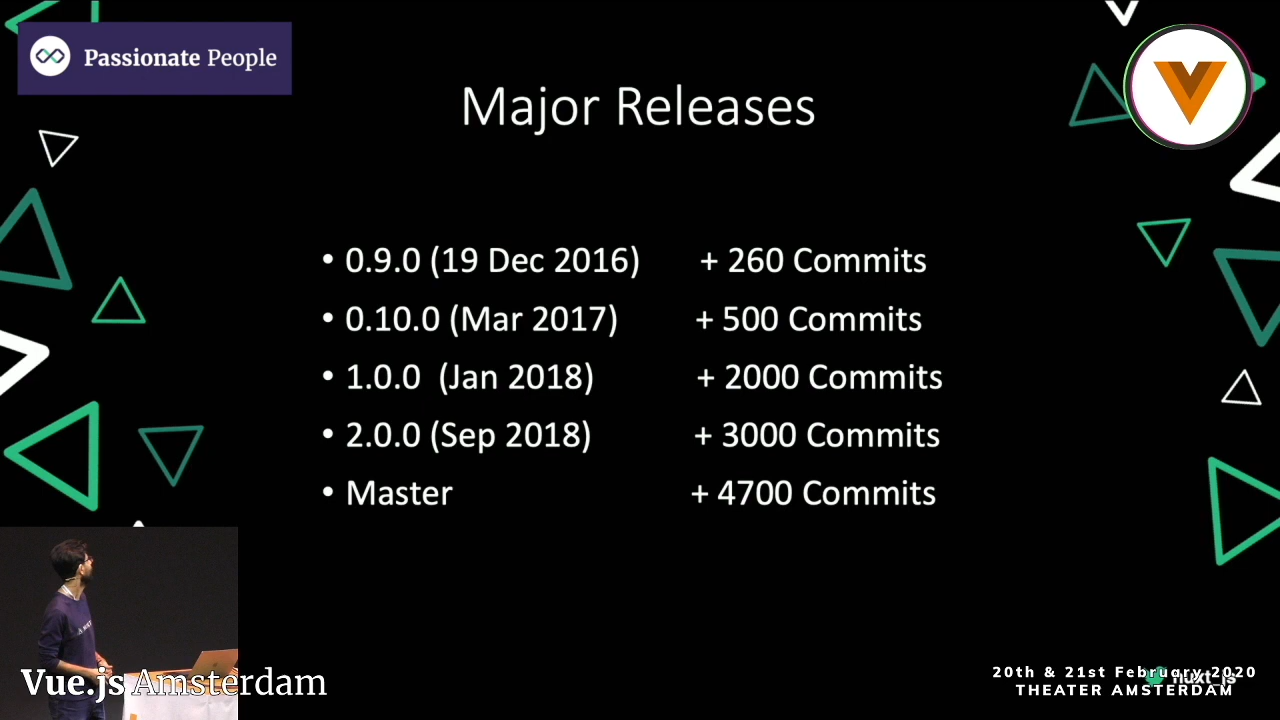 Passionate People
Major Releases
• 0.9.0 (19 Dec 2016) + 260 Commits
• 0.10.0 (Mar 2017) + 500 Commits
• 1.0.0 (Jan 2018) + 2000 Commits
• 2.0.0 (Sep 2018) + 3000 Commits
• Master + 4700 Commits
Vue.js Amsterdam
20th & 21st February 2020
THEATER AMSTERDAM